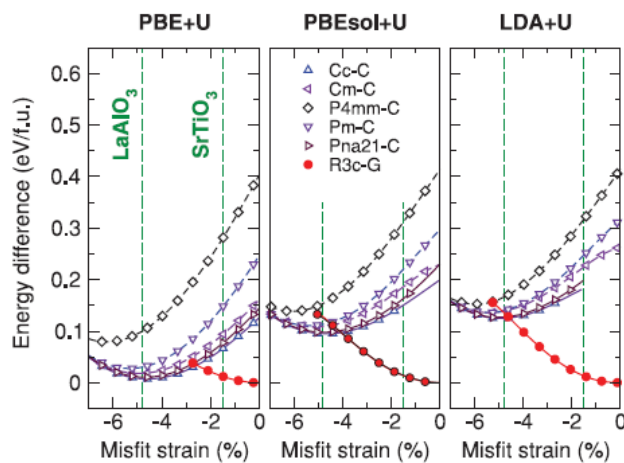 PBE+U PBEsol+U LDA+U
Energy difference (eV/f.u.)
0.6
0.5
0.4
0.3
0.2
0.1
0
LaAlO3
SrTiO3
Cc-C
Cm-C
P4mm-C
Pm-C
Pna21-C
R3c-G
-6 -4 -2 0 -6 -4 -2 0 -6 -4 -2 0
Misfit strain (%) Misfit strain (%) Misfit strain (%)